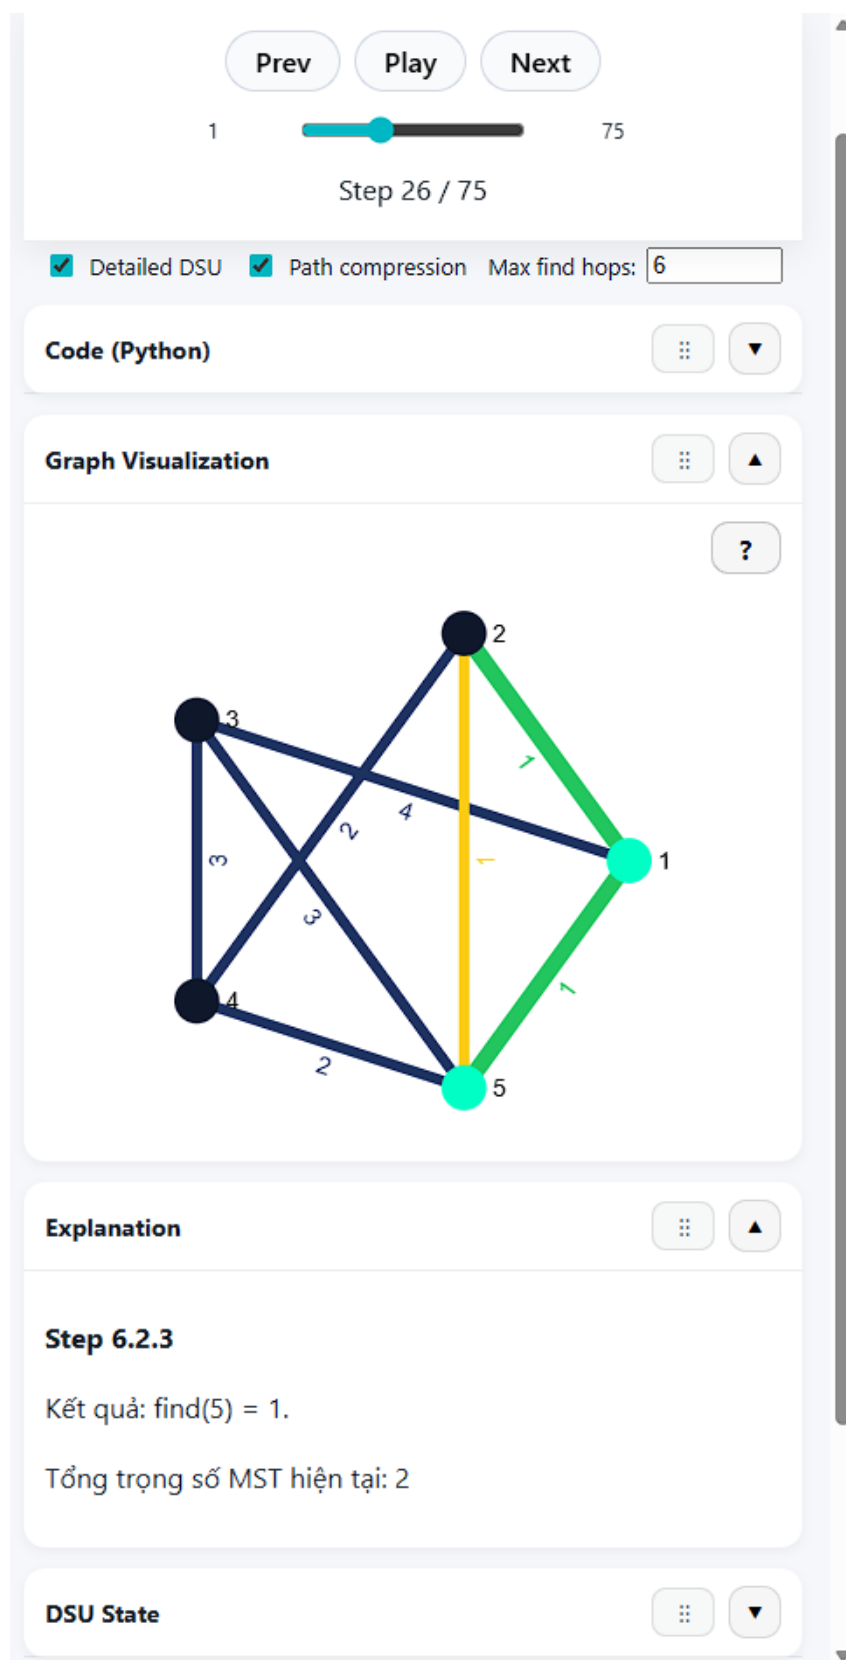 Prev Play Next
1 75
Step 26 / 75
Detailed DSU Path compression Max find hops: 6
Code (Python) ▼
Graph Visualization ▲
?
2
3
1
4
2
3
1
1
3
1
4
2
5
Explanation ▲
Step 6.2.3
Kết quả: find(5) = 1.
Tổng trọng số MST hiện tại: 2
DSU State ▼